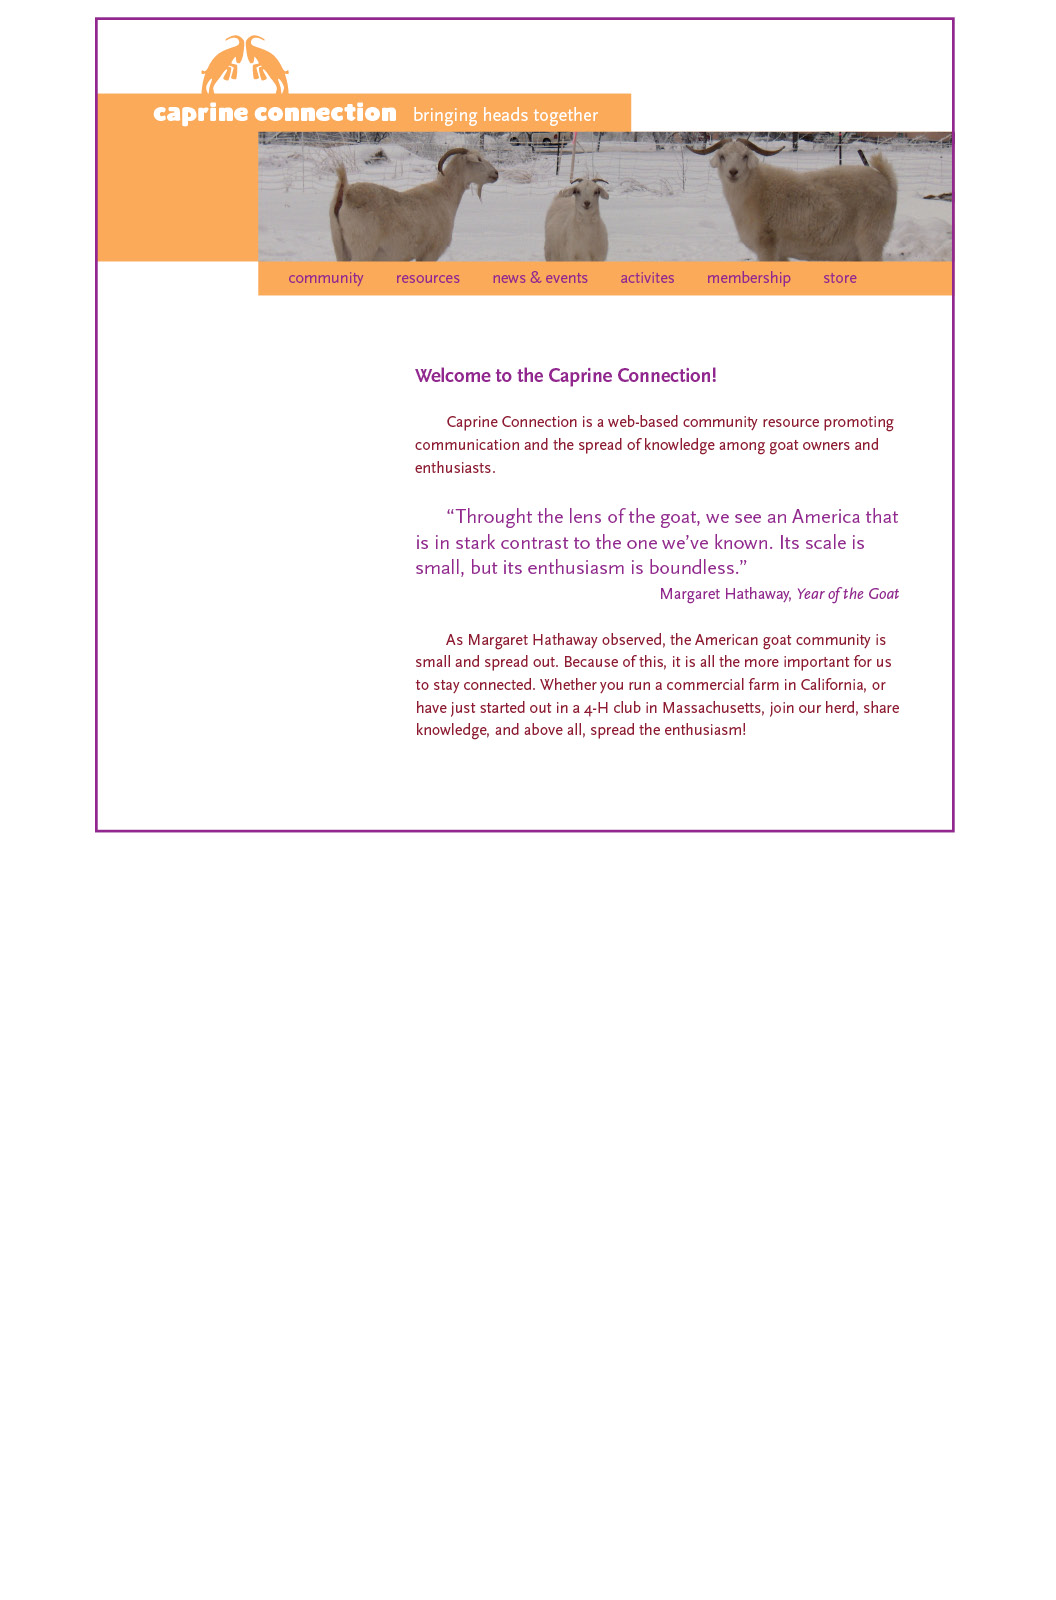 caprine connection bringing heads together
community resources news & events activites membership store
Welcome to the Caprine Connection!
Caprine Connection is a web-based community resource promoting
communication and the spread of knowledge among goat owners and
enthusiasts.
“Throught the lens of the goat, we see an America that
is in stark contrast to the one we’ve known. Its scale is
small, but its enthusiasm is boundless.”
Margaret Hathaway, Year of the Goat
As Margaret Hathaway observed, the American goat community is
small and spread out. Because of this, it is all the more important for us
to stay connected. Whether you run a commercial farm in California, or
have just started out in a 4-H club in Massachusetts, join our herd, share
knowledge, and above all, spread the enthusiasm!